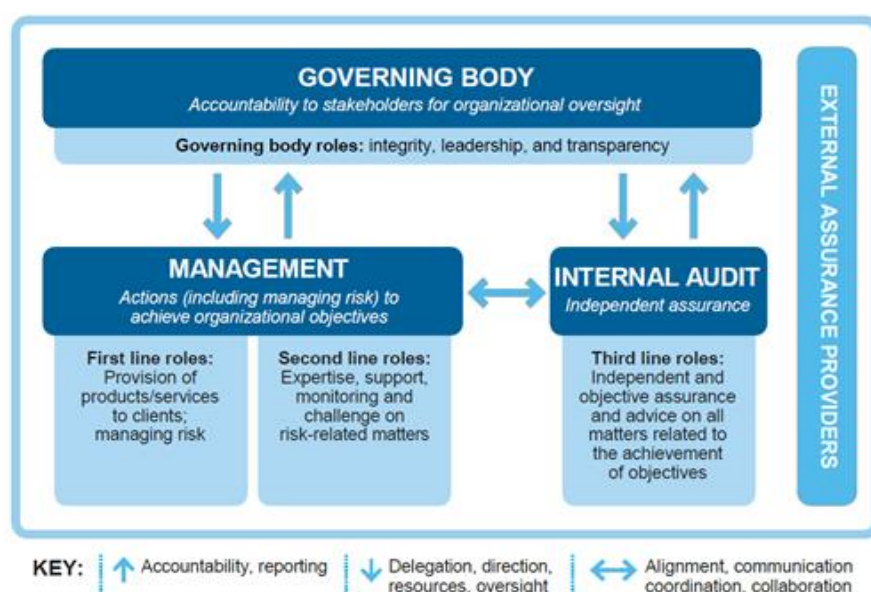 GOVERNING BODY
Accountability to stakeholders for organizational oversight
Governing body roles: integrity, leadership, and transparency
MANAGEMENT
Actions (including managing risk) to
achieve organizational objectives
First line roles:
Provision of
products/services
to clients;
managing risk
Second line roles:
Expertise, support,
monitoring and
challenge on
risk-related matters
INTERNAL AUDIT
Independent assurance
Third line roles:
Independent and
objective assurance
and advice on all
matters related to
the achievement
of objectives
EXTERNAL ASSURANCE PROVIDERS
KEY:
Accountability, reporting
Delegation, direction,
resources, oversight
Alignment, communication
coordination, collaboration